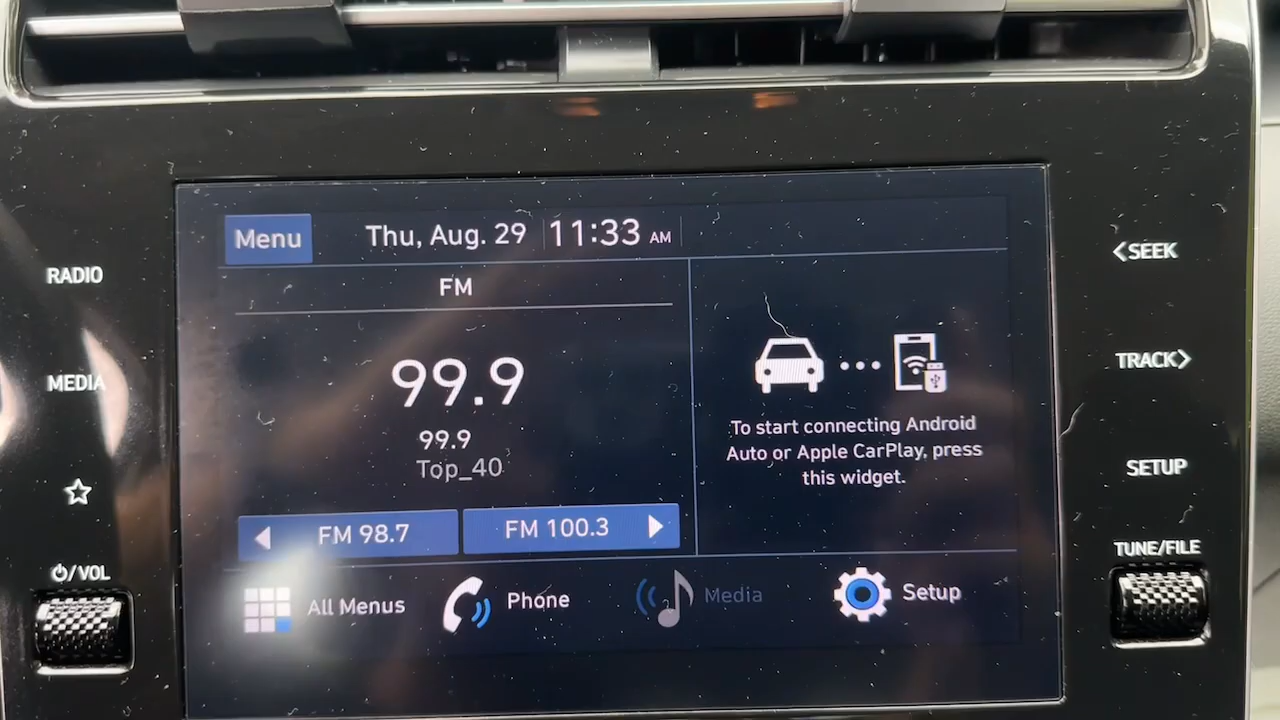 Menu
Thu, Aug. 29
11:33 AM
FM
99.9
99.9
Top_40
FM 98.7
FM 100.3
To start connecting Android
Auto or Apple CarPlay, press
this widget.
All Menus
Phone
Media
Setup
RADIO
MEDIA
/VOL
<SEEK
TRACK>
SETUP
TUNE/FILE